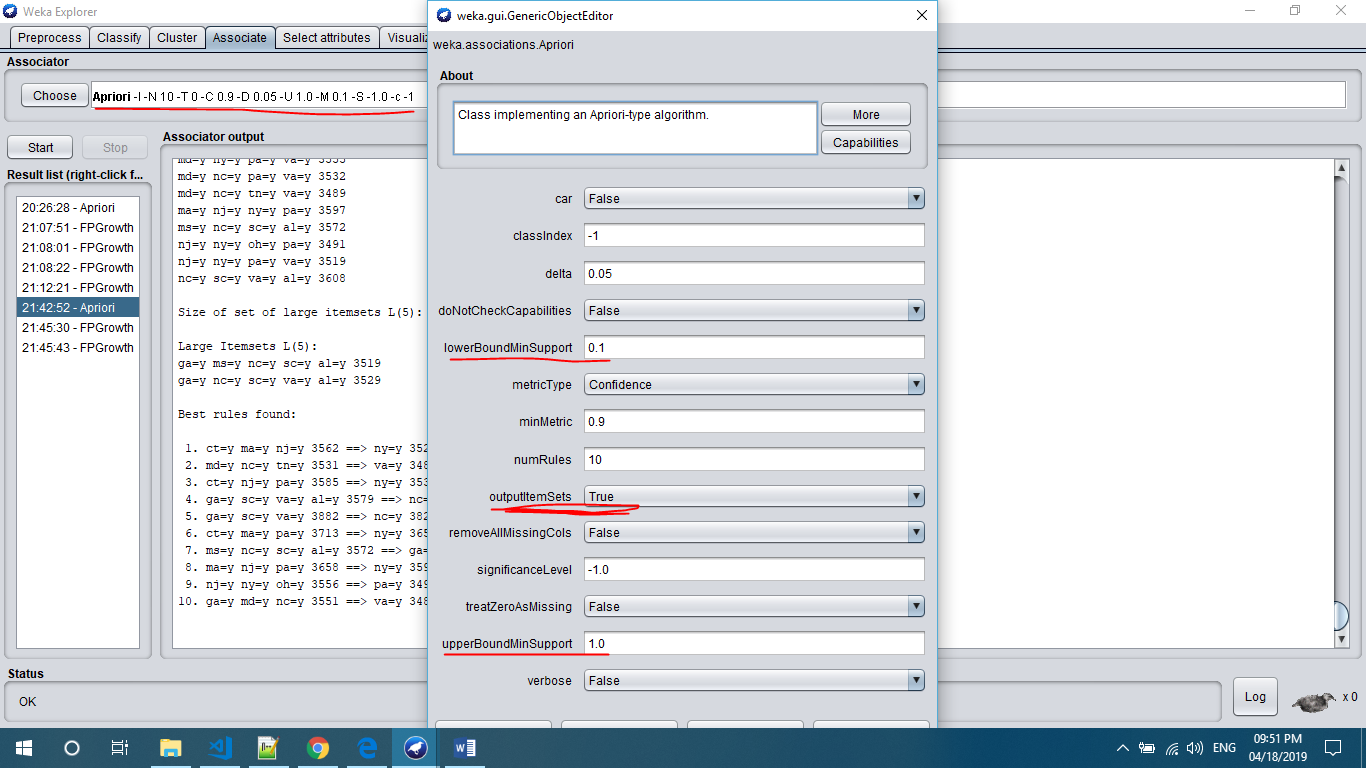 Weka Explorer
Preprocess Classify Cluster Associate Select attributes
Associator
Choose Apriori -I -N 10 -T 0 -C 0.9 -D 0.05 -U 1.0 -M 0.1 -S -1.0 -c -1
Start Stop
Result list (right-click f...
20:26:28 - Apriori
21:07:51 - FPGrowth
21:08:01 - FPGrowth
21:08:22 - FPGrowth
21:12:21 - FPGrowth
21:42:52 - Apriori
21:45:30 - FPGrowth
21:45:43 - FPGrowth
Associator output
md=y nc=y pa=y va=y 3532
md=y nc=y tn=y va=y 3489
ma=y nj=y ny=y pa=y 3597
ms=y nc=y sc=y al=y 3572
nj=y ny=y oh=y pa=y 3491
nj=y ny=y pa=y va=y 3519
nc=y sc=y va=y al=y 3608
Size of set of large itemsets L(5):
Large Itemsets L(5):
ga=y ms=y nc=y sc=y al=y 3519
ga=y nc=y sc=y va=y al=y 3529
Best rules found:
1. ct=y ma=y nj=y 3562 ==> ny=y 352
2. md=y nc=y tn=y 3531 ==> va=y 348
3. ct=y nj=y pa=y 3585 ==> ny=y 353
4. ga=y sc=y va=y al=y 3579 ==> nc=
5. ga=y sc=y va=y 3882 ==> nc=y 382
6. ct=y ma=y pa=y 3713 ==> ny=y 365
7. ms=y nc=y sc=y al=y 3572 ==> ga=
8. ma=y nj=y pa=y 3658 ==> ny=y 359
9. nj=y ny=y oh=y 3556 ==> pa=y 349
10. ga=y md=y nc=y 3551 ==> va=y 348
weka.gui.GenericObjectEditor
weka.associations.Apriori
About
Class implementing an Apriori-type algorithm.
More
Capabilities
car False
classIndex -1
delta 0.05
doNotCheckCapabilities False
lowerBoundMinSupport 0.1
metricType Confidence
minMetric 0.9
numRules 10
outputItemSets True
removeAllMissingCols False
significanceLevel -1.0
treatZeroAsMissing False
upperBoundMinSupport 1.0
verbose False
Status
OK
Log
x 0
ENG
09:51 PM
04/18/2019